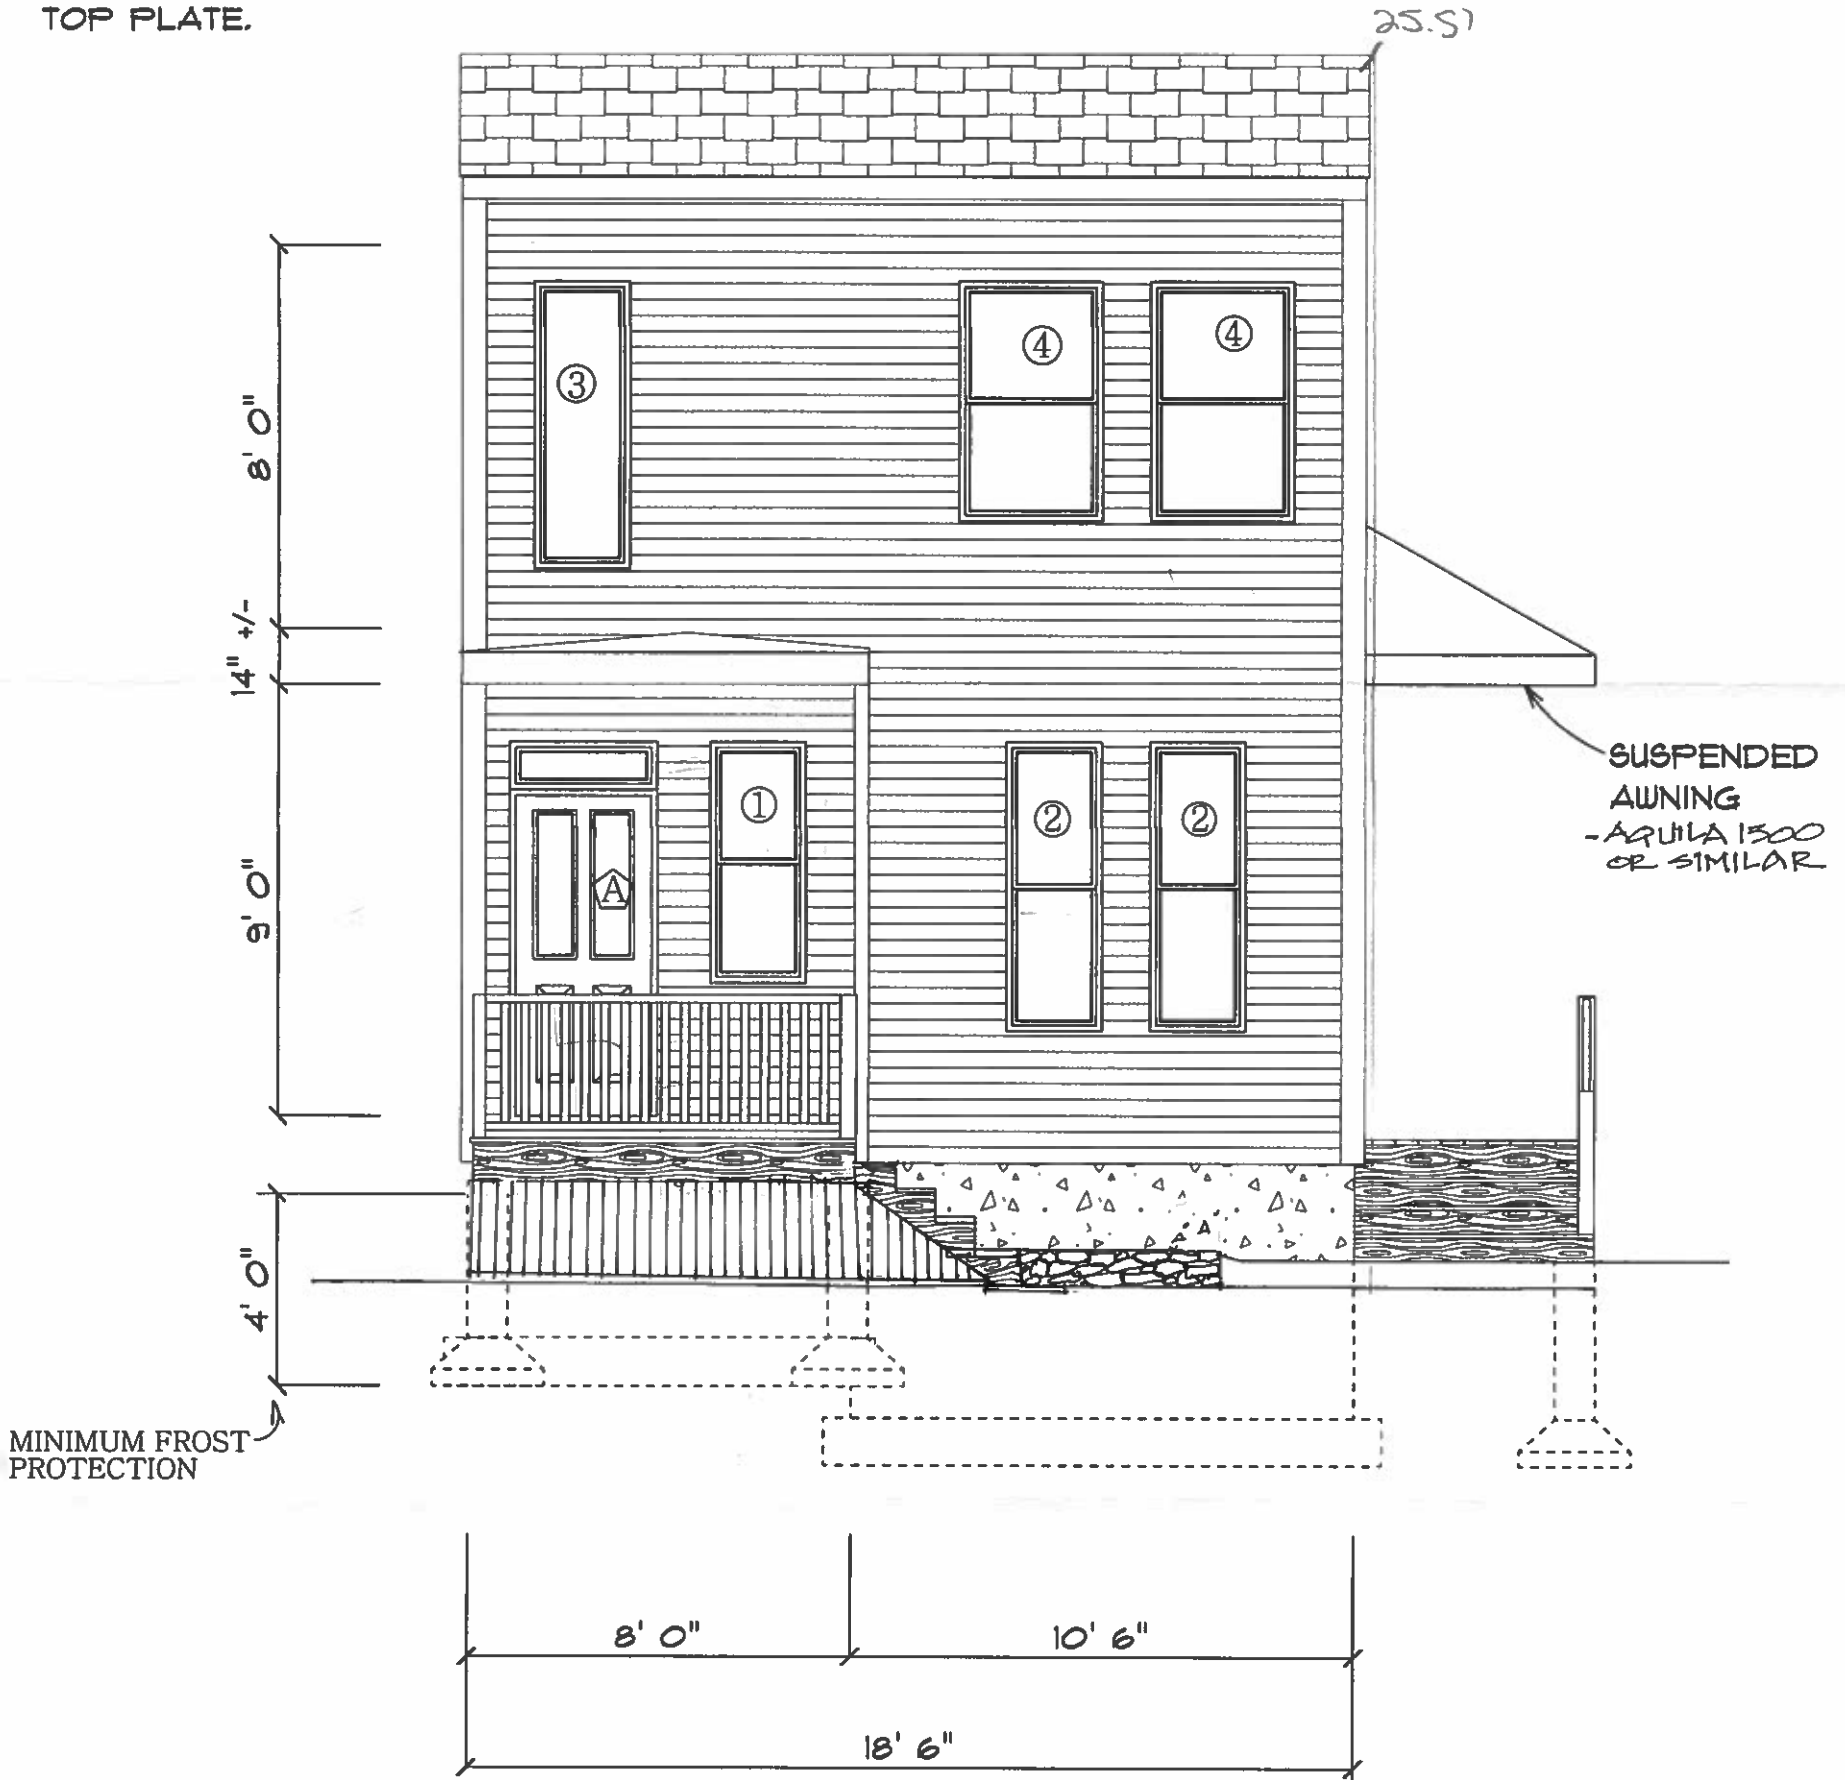 TOP PLATE.
25.51
③
④
④
8' 0"
14" +/-
9' 0"
①
②
②
A
SUSPENDED
AWNING
-AQUILA 1500
OR SIMILAR
4' 0"
MINIMUM FROST
PROTECTION
8' 0"
10' 6"
18' 6"